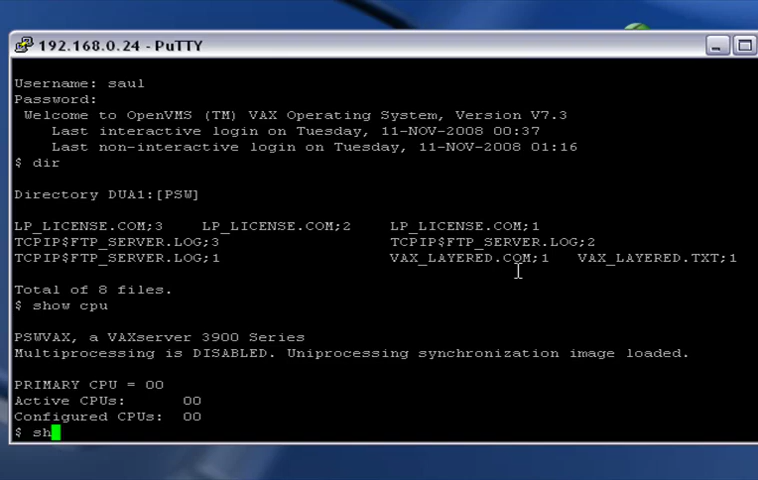 192.168.0.24 - PuTTY
Username: saul
Password:
Welcome to OpenVMS (TM) VAX Operating System, Version V7.3
Last interactive login on Tuesday, 11-NOV-2008 00:37
Last non-interactive login on Tuesday, 11-NOV-2008 01:16
$ dir
Directory DUA1:[PSW]
LP_LICENSE.COM;3 LP_LICENSE.COM;2 LP_LICENSE.COM;1
TCPIP$FTP_SERVER.LOG;3 TCPIP$FTP_SERVER.LOG;2
TCPIP$FTP_SERVER.LOG;1 VAX_LAYERED.COM;1 VAX_LAYERED.TXT;1
Total of 8 files.
$ show cpu
PSWVAX, a VAXserver 3900 Series
Multiprocessing is DISABLED. Uniprocessing synchronization image loaded.
PRIMARY CPU = 00
Active CPUs: 00
Configured CPUs: 00
$ sh